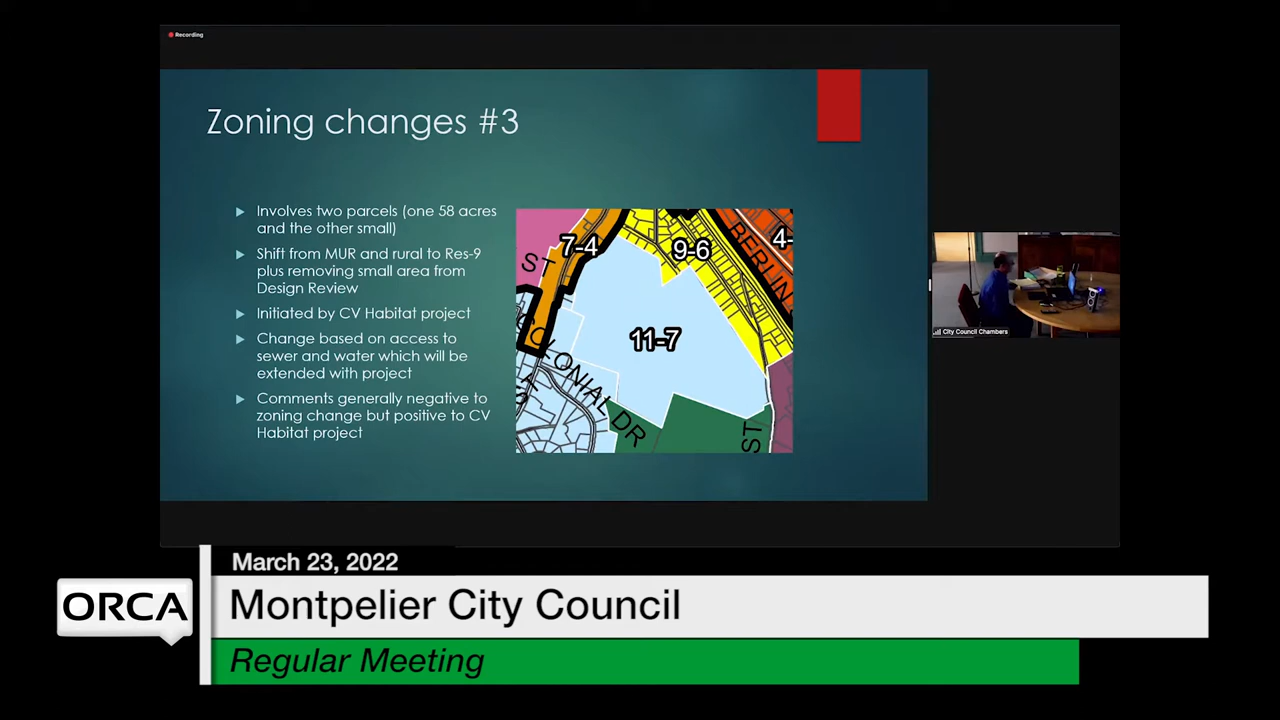 Recording
Zoning changes #3
Involves two parcels (one 58 acres
and the other small)
Shift from MUR and rural to Res-9
plus removing small area from
Design Review
Initiated by CV Habitat project
Change based on access to
sewer and water which will be
extended with project
Comments generally negative to
zoning change but positive to CV
Habitat project
7-4
9-6
4-
BERLIN
ST
11-7
COLONIAL DR
ST
City Council Chambers
March 23, 2022
ORCA
Montpelier City Council
Regular Meeting